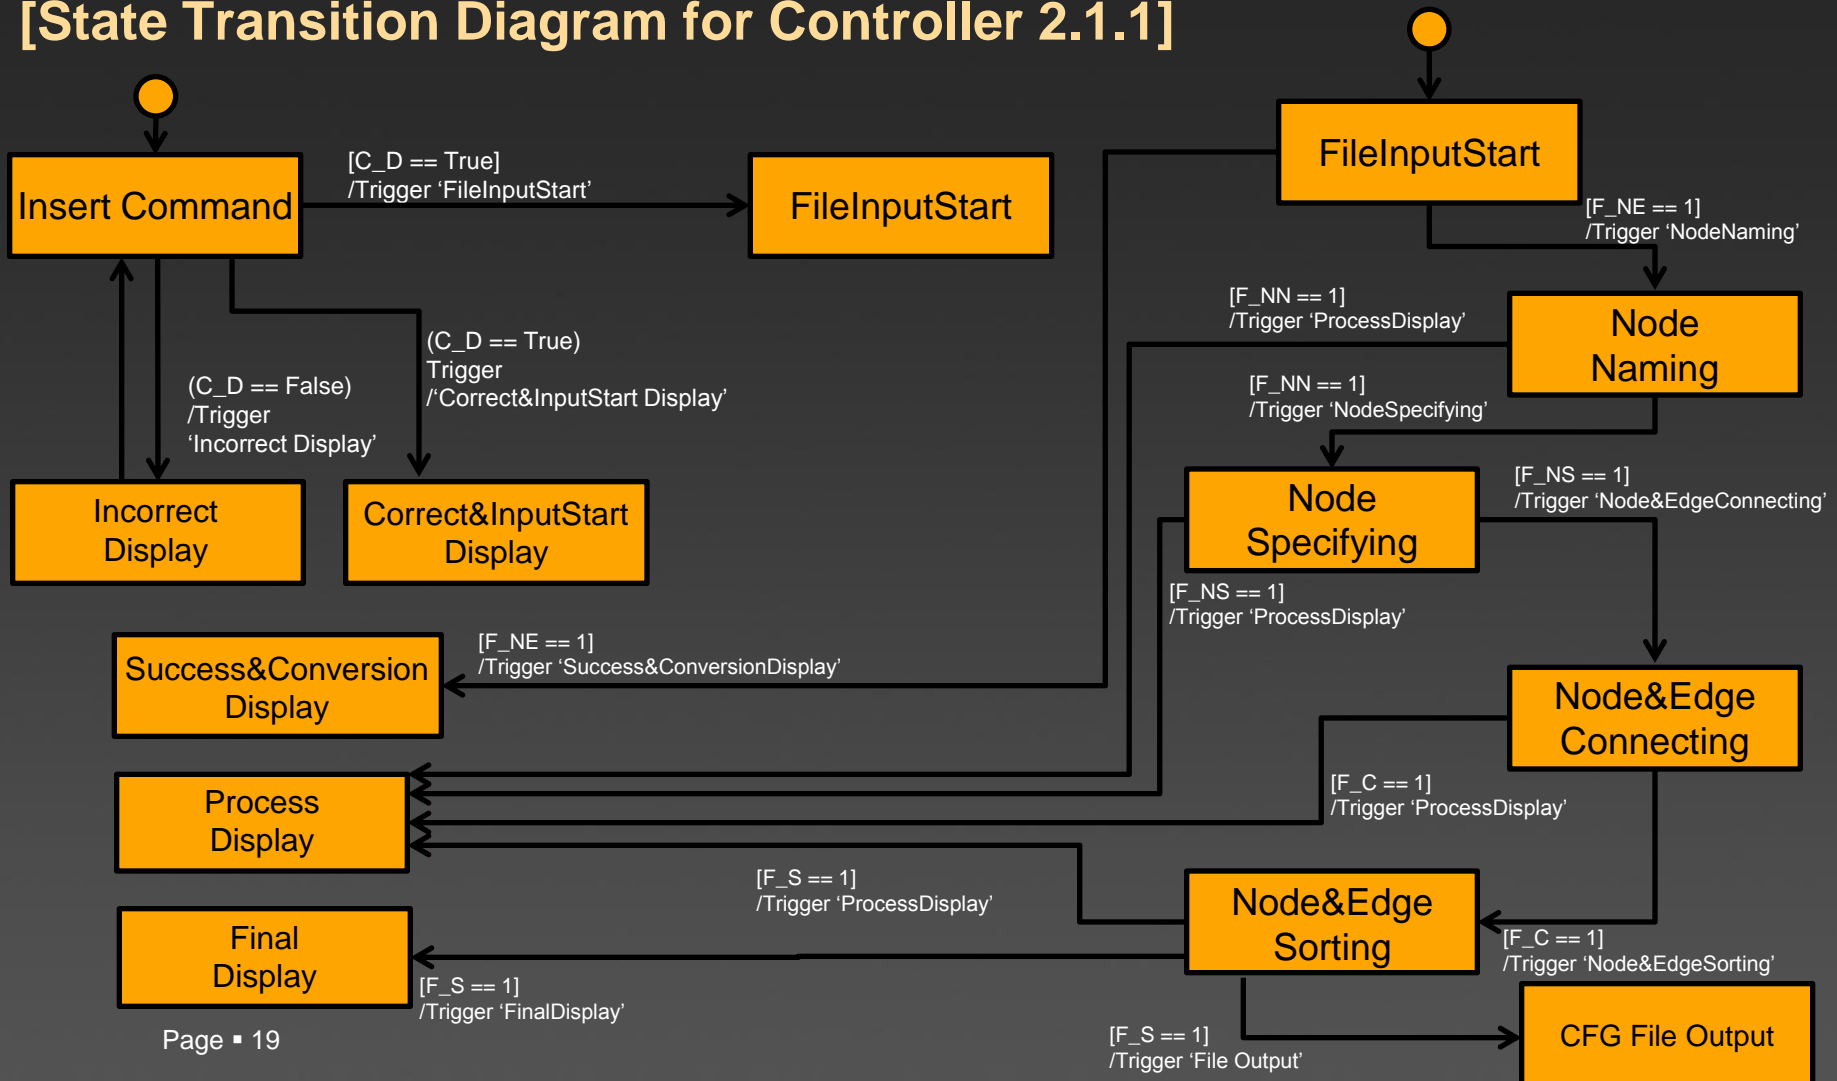 [State Transition Diagram for Controller 2.1.1]
Insert Command
[C_D == True]
/Trigger ‘FileInputStart’
FileInputStart
(C_D == False)
/Trigger
‘Incorrect Display’
(C_D == True)
Trigger
/‘Correct&InputStart Display’
Incorrect
Display
Correct&InputStart
Display
FileInputStart
[F_NE == 1]
/Trigger ‘NodeNaming’
Node
Naming
[F_NN == 1]
/Trigger ‘ProcessDisplay’
[F_NN == 1]
/Trigger ‘NodeSpecifying’
Node
Specifying
[F_NS == 1]
/Trigger ‘Node&EdgeConnecting’
[F_NS == 1]
/Trigger ‘ProcessDisplay’
[F_NE == 1]
/Trigger ‘Success&ConversionDisplay’
Success&Conversion
Display
Node&Edge
Connecting
[F_C == 1]
/Trigger ‘ProcessDisplay’
Process
Display
[F_S == 1]
/Trigger ‘ProcessDisplay’
Node&Edge
Sorting
[F_C == 1]
/Trigger ‘Node&EdgeSorting’
Final
Display
[F_S == 1]
/Trigger ‘FinalDisplay’
[F_S == 1]
/Trigger ‘File Output’
CFG File Output
Page ▪ 19